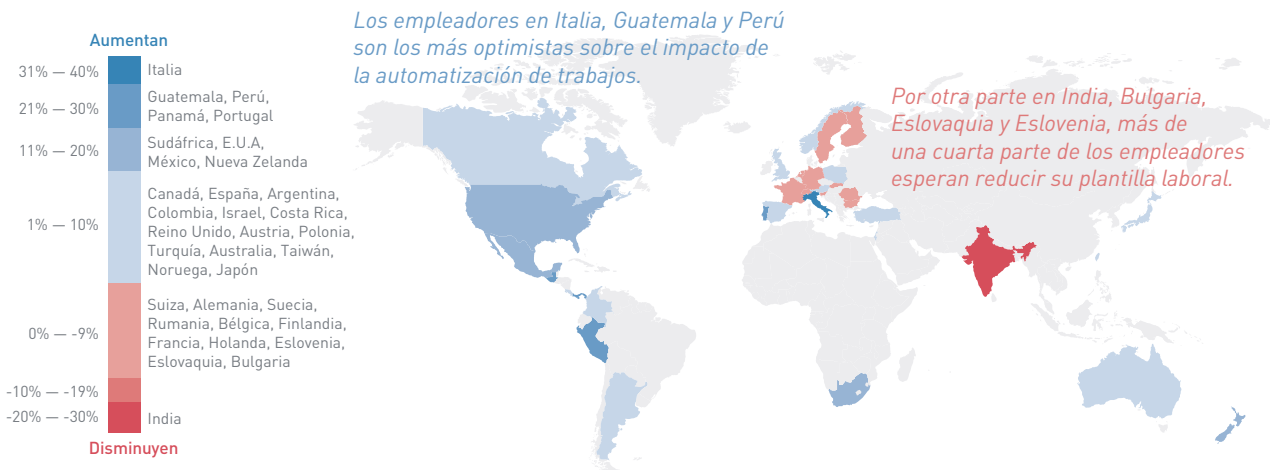 Los empleadores en Italia, Guatemala y Perú
son los más optimistas sobre el impacto de
la automatización de trabajos.
Aumentan
31% — 40%
Italia
21% — 30%
Guatemala, Perú,
Panamá, Portugal
11% — 20%
Sudáfrica, E.U.A,
México, Nueva Zelanda
1% — 10%
Canadá, España, Argentina,
Colombia, Israel, Costa Rica,
Reino Unido, Austria, Polonia,
Turquía, Australia, Taiwán,
Noruega, Japón
0% — -9%
Suiza, Alemania, Suecia,
Rumania, Bélgica, Finlandia,
Francia, Holanda, Eslovenia,
Eslovaquia, Bulgaria
-10% — -19%
-20% — -30%
India
Disminuyen
Por otra parte en India, Bulgaria,
Eslovaquia y Eslovenia, más de
una cuarta parte de los empleadores
esperan reducir su plantilla laboral.